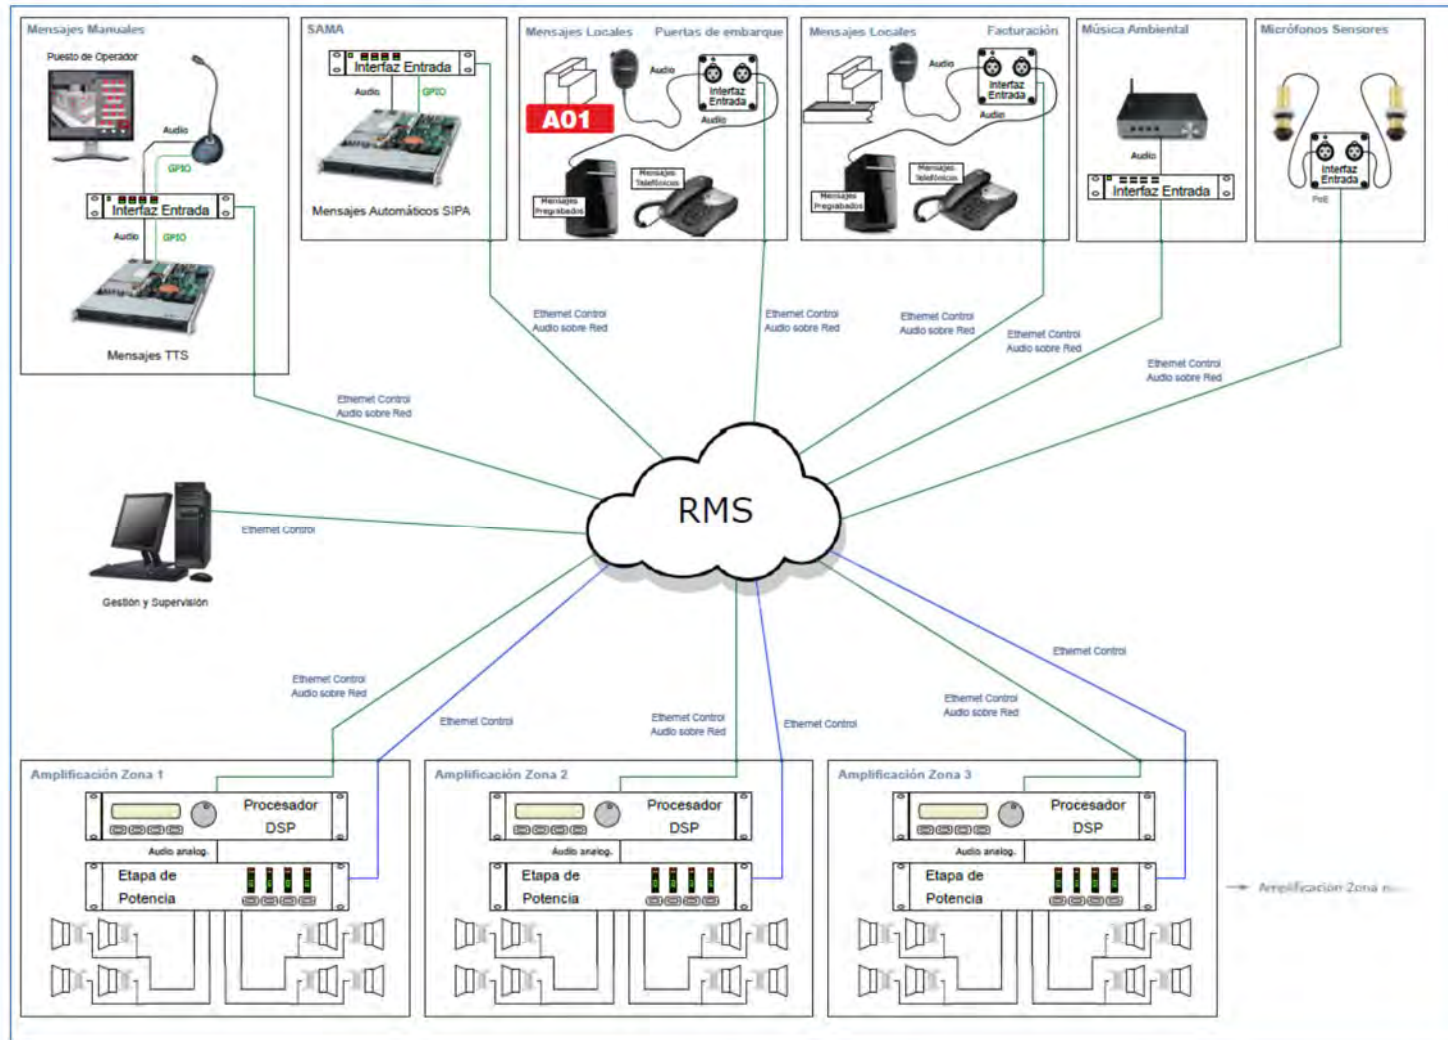 Mensajes Manuales
Puesto de Operador
Audio
GPIO
Interfaz Entrada
Audio
GPIO
Mensajes TTS
SAMA
Interfaz Entrada
Audio
GPIO
Mensajes Automáticos SIPA
Mensajes Locales
Puertas de embarque
Audio
Interfaz
Entrada
A01
Audio
Mensajes
Pregrabados
Mensajes
Telefónicos
Mensajes Locales
Facturación
Audio
Interfaz
Entrada
Audio
Mensajes
Pregrabados
Mensajes
Telefónicos
Música Ambiental
Audio
Interfaz Entrada
Micrófonos Sensores
Interfaz
Entrada
PoE
Ethernet Control
Audio sobre Red
Ethernet Control
Audio sobre Red
Ethernet Control
Audio sobre Red
Ethernet Control
Audio sobre Red
Ethernet Control
Audio sobre Red
Ethernet Control
Audio sobre Red
RMS
Ethernet Control
Gestión y Supervisión
Ethernet Control
Audio sobre Red
Ethernet Control
Ethernet Control
Audio sobre Red
Ethernet Control
Ethernet Control
Audio sobre Red
Ethernet Control
Amplificación Zona 1
Procesador
DSP
Audio analog.
Etapa de
Potencia
Amplificación Zona 2
Procesador
DSP
Audio analog.
Etapa de
Potencia
Amplificación Zona 3
Procesador
DSP
Audio analog.
Etapa de
Potencia
Amplificación Zona n